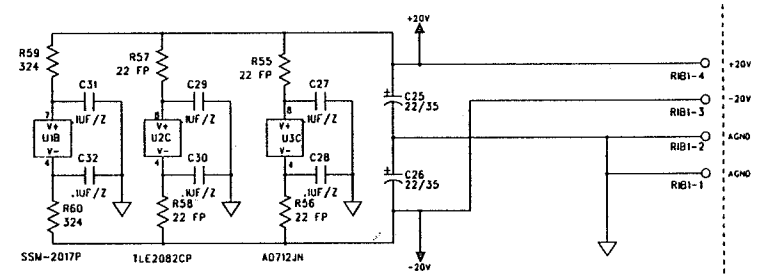 +20V
R59
324
R57
22 FP
R55
22 FP
C31
.1UF/Z
C29
.1UF/Z
C27
.1UF/Z
C25
22/35
+20V
RIB1-4
-20V
RIB1-3
AGND
RIB1-2
AGND
RIB1-1
7
V+
U1B
V-
4
8
V+
U2C
V-
4
8
V+
U3C
V-
4
C32
.1UF/Z
C30
.1UF/Z
C28
.1UF/Z
C26
22/35
R60
324
R58
22 FP
R56
22 FP
SSM-2017P
TLE2082CP
AD712JN
-20V